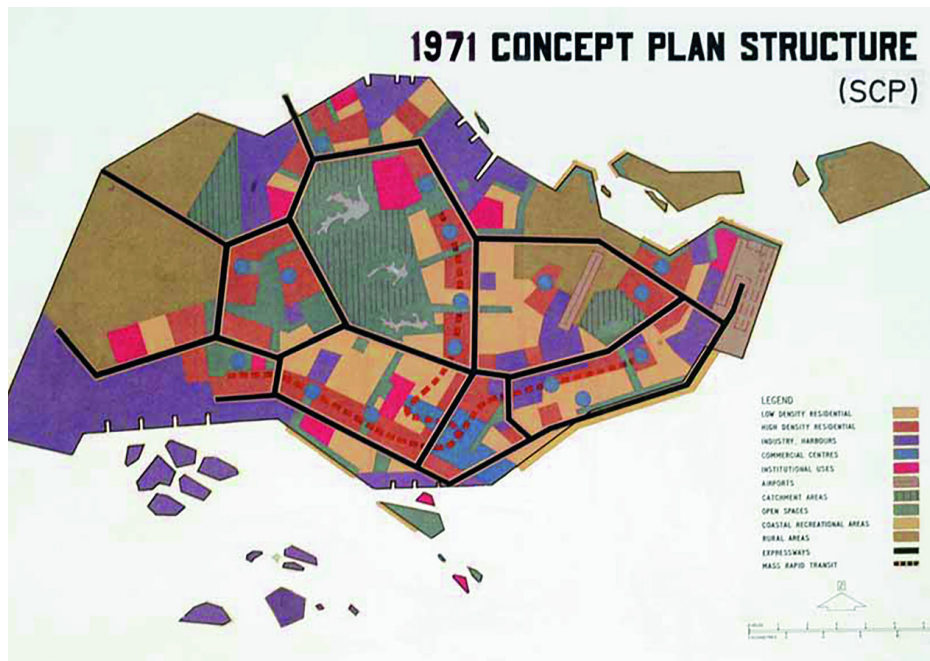 1971 CONCEPT PLAN STRUCTURE
(SCP)
LEGEND
LOW DENSITY RESIDENTIAL
HIGH DENSITY RESIDENTIAL
INDUSTRY, HARBOURS
COMMERCIAL CENTRES
INSTITUTIONAL USES
AIRPORTS
CATCHMENT AREAS
OPEN SPACES
COASTAL RECREATIONAL AREAS
RURAL AREAS
EXPRESSWAYS
MASS RAPID TRANSIT